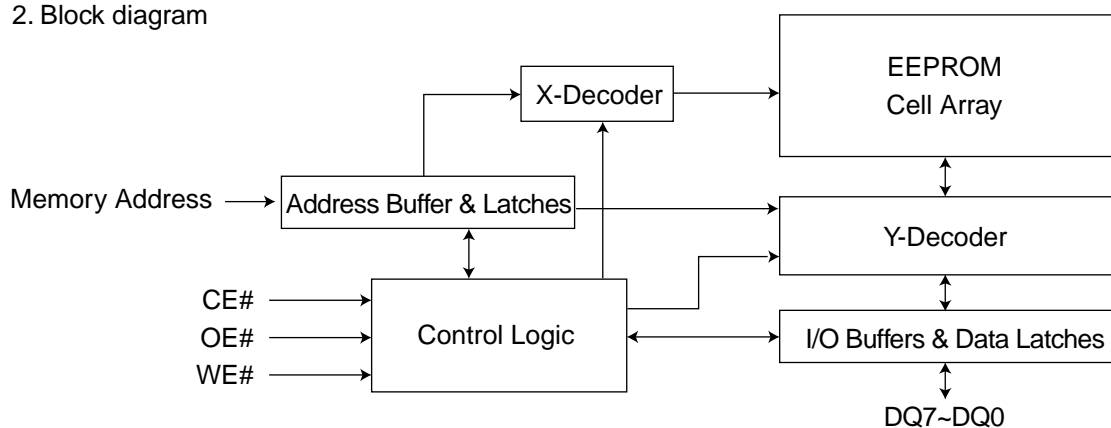 2. Block diagram
EEPROM
Cell Array
X-Decoder
Memory Address
Address Buffer & Latches
Y-Decoder
CE#
OE#
WE#
Control Logic
I/O Buffers & Data Latches
DQ7~DQ0